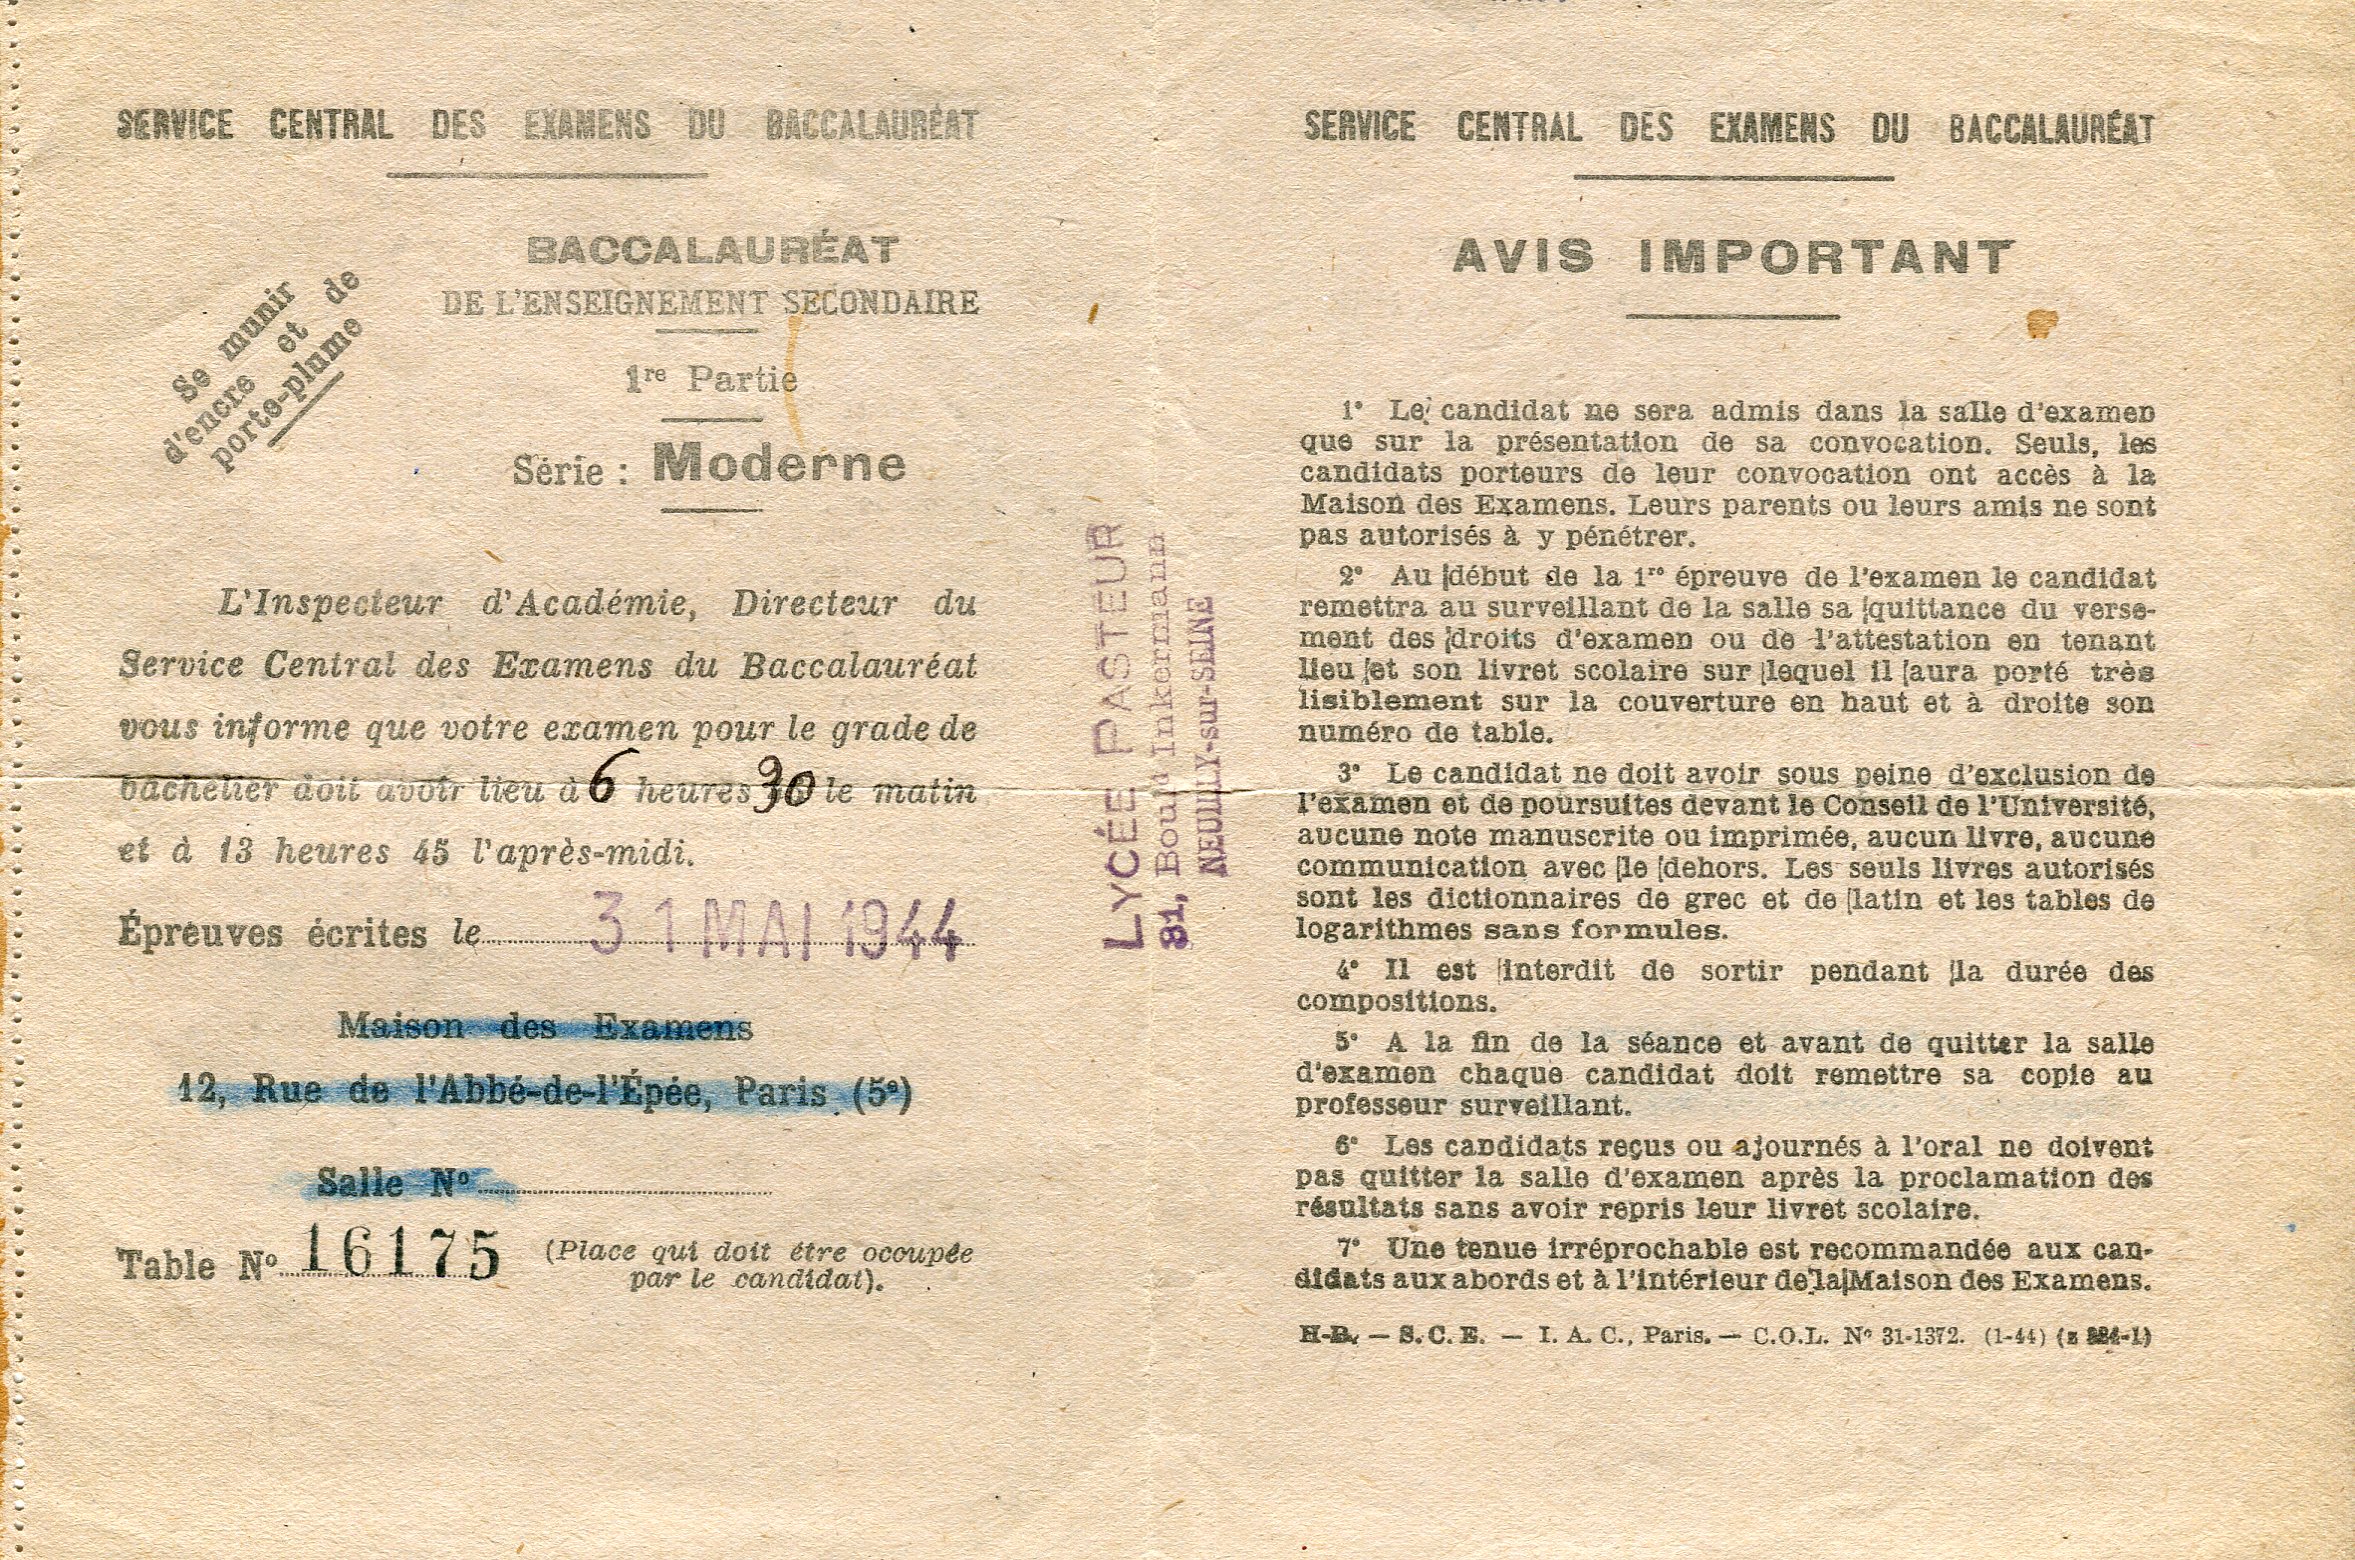 SERVICE CENTRAL DES EXAMENS DU BACCALAURÉAT
BACCALAURÉAT
DE L'ENSEIGNEMENT SECONDAIRE
Se munir
d'encre et de
porte-plume
1re Partie
Série : Moderne
L'Inspecteur d'Académie, Directeur du
Service Central des Examens du Baccalauréat
vous informe que votre examen pour le grade de
bachelier doit avoir lieu à 6 heures 30 le matin
et à 13 heures 45 l'après-midi.
Épreuves écrites le 31 MAI 1944
Maison des Examens
12, Rue de l'Abbé-de-l'Épée, Paris (5e)
Salle No
Table No 16175 (Place qui doit être occupée
par le candidat).
LYCÉE PASTEUR
31, Bould Inkermann
NEUILLY-sur-SEINE
SERVICE CENTRAL DES EXAMENS DU BACCALAURÉAT
AVIS IMPORTANT
1° Le candidat ne sera admis dans la salle d'examen
que sur la présentation de sa convocation. Seuls, les
candidats porteurs de leur convocation ont accès à la
Maison des Examens. Leurs parents ou leurs amis ne sont
pas autorisés à y pénétrer.
2° Au début de la 1re épreuve de l'examen le candidat
remettra au surveillant de la salle sa quittance du verse-
ment des droits d'examen ou de l'attestation en tenant
lieu et son livret scolaire sur lequel il aura porté très
lisiblement sur la couverture en haut et à droite son
numéro de table.
3° Le candidat ne doit avoir sous peine d'exclusion de
l'examen et de poursuites devant le Conseil de l'Université,
aucune note manuscrite ou imprimée, aucun livre, aucune
communication avec le dehors. Les seuls livres autorisés
sont les dictionnaires de grec et de latin et les tables de
logarithmes sans formules.
4° Il est interdit de sortir pendant la durée des
compositions.
5° A la fin de la séance et avant de quitter la salle
d'examen chaque candidat doit remettre sa copie au
professeur surveillant.
6° Les candidats reçus ou ajournés à l'oral ne doivent
pas quitter la salle d'examen après la proclamation des
résultats sans avoir repris leur livret scolaire.
7° Une tenue irréprochable est recommandée aux can-
didats aux abords et à l'intérieur de la Maison des Examens.
H-B. — S. C. E. — I. A. C., Paris. — C.O.L. No 31-1372. (1-44)